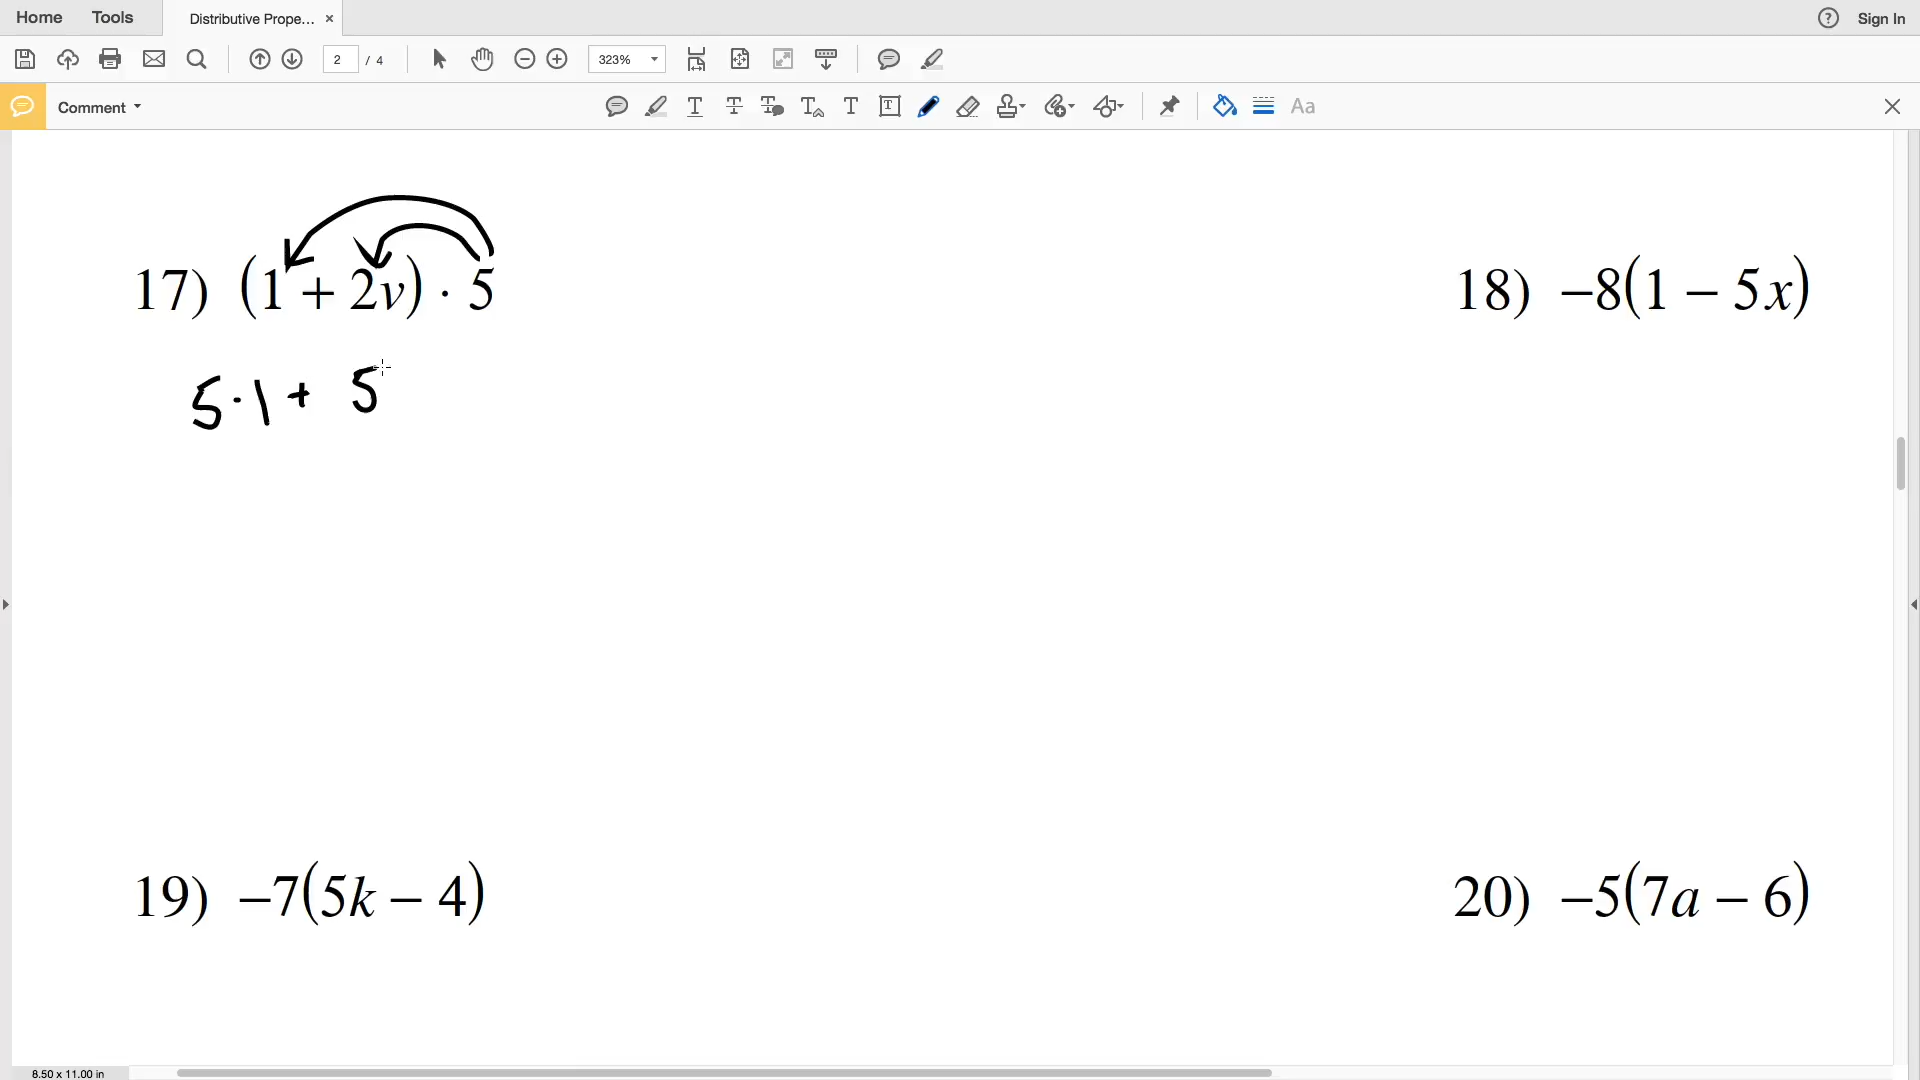 Home Tools Distributive Prope... × ? Sign In
2 / 4 323%
Comment T T T T T T Aa
17) (1 + 2v) · 5
18) −8(1 − 5x)
5·1+ 5
19) −7(5k − 4)
20) −5(7a − 6)
8.50 x 11.00 in